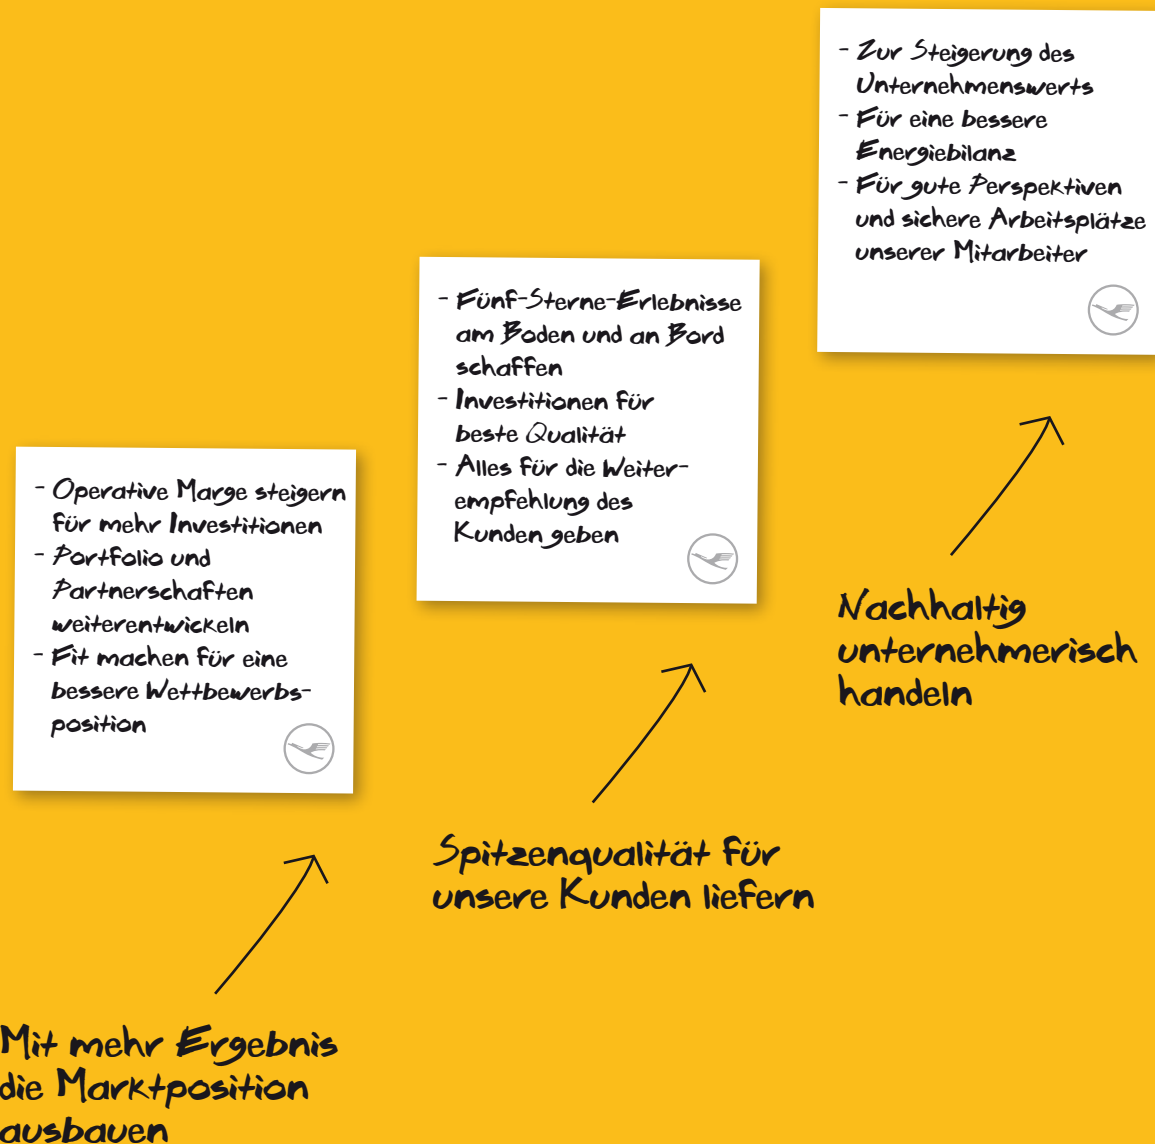 - Operative Marge steigern
für mehr Investitionen
- Portfolio und
Partnerschaften
weiterentwickeln
- Fit machen für eine
bessere Wettbewerbs-
position
Mit mehr Ergebnis
die Marktposition
ausbauen
- Fünf-Sterne-Erlebnisse
am Boden und an Bord
schaffen
- Investitionen für
beste Qualität
- Alles für die Weiter-
empfehlung des
Kunden geben
Spitzenqualität für
unsere Kunden liefern
- Zur Steigerung des
Unternehmenswerts
- Für eine bessere
Energiebilanz
- Für gute Perspektiven
und sichere Arbeitsplätze
unserer Mitarbeiter
Nachhaltig
unternehmerisch
handeln